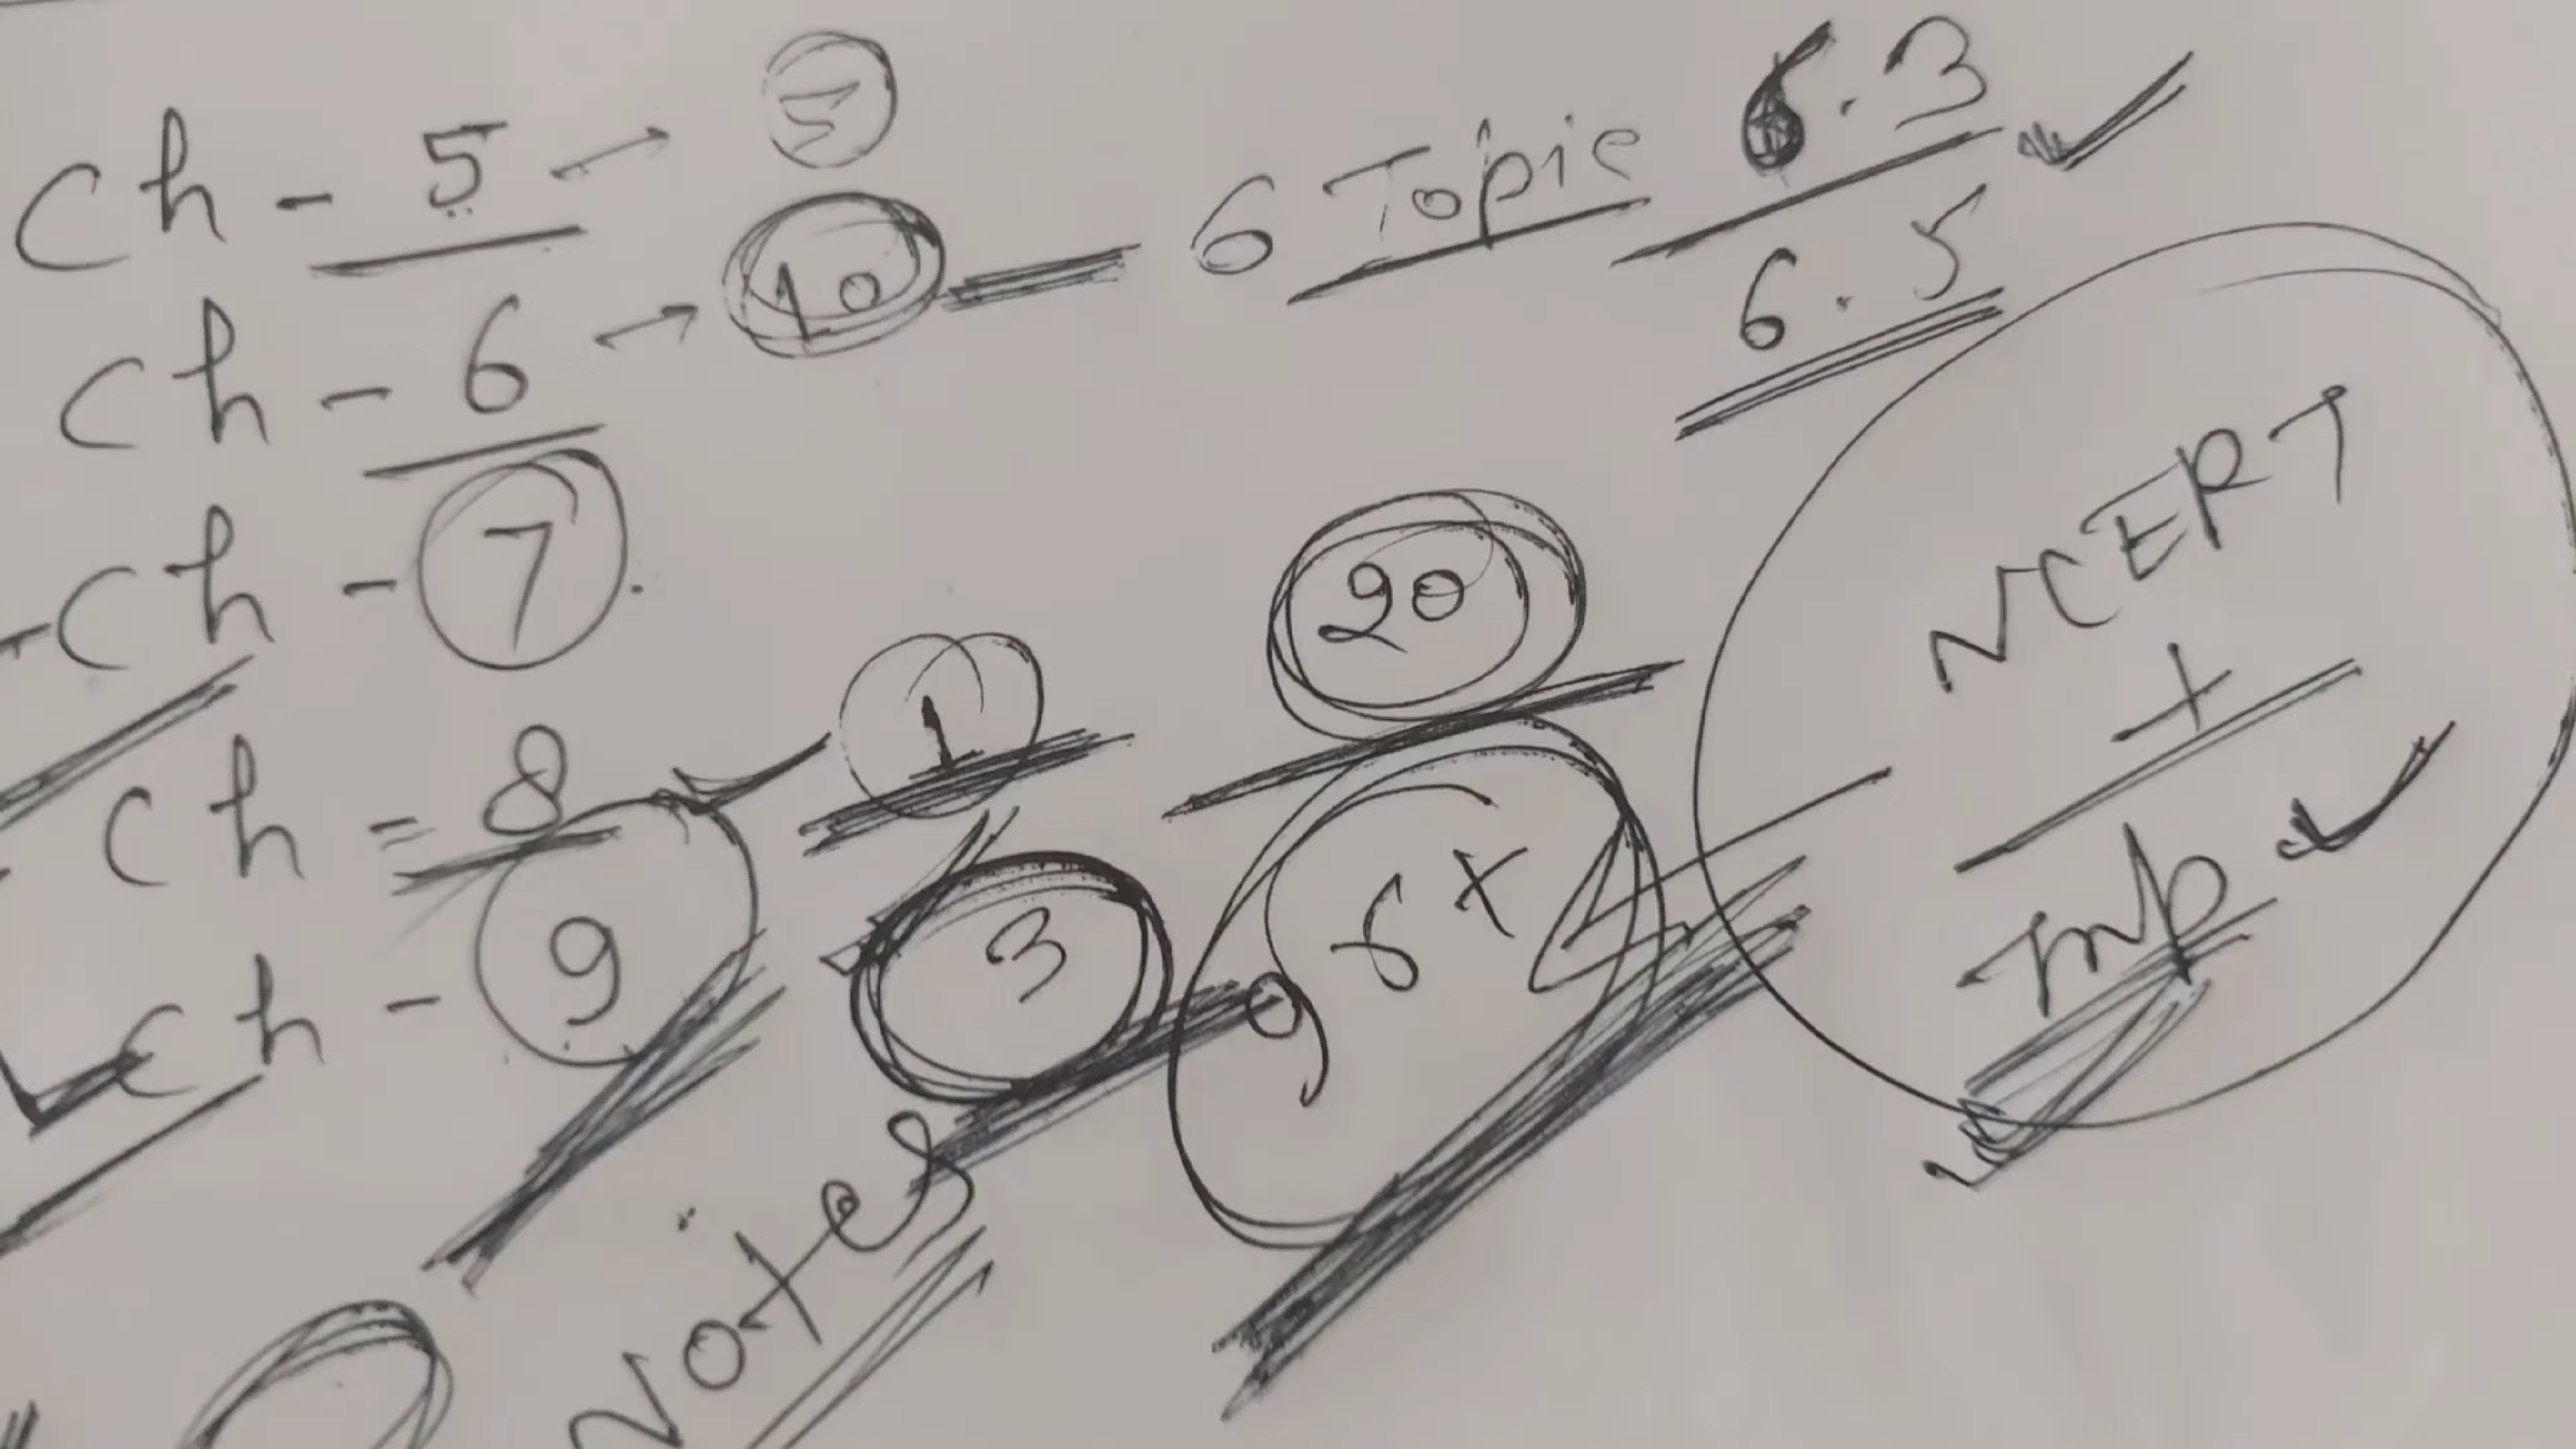 Ch - 5 → 5
Ch - 6 → 10 — 6 Topic 6.3
6.5
Ch - 7
Ch = 8
1
20
Ch - 9
3
NCERT
+
Imp
Notes